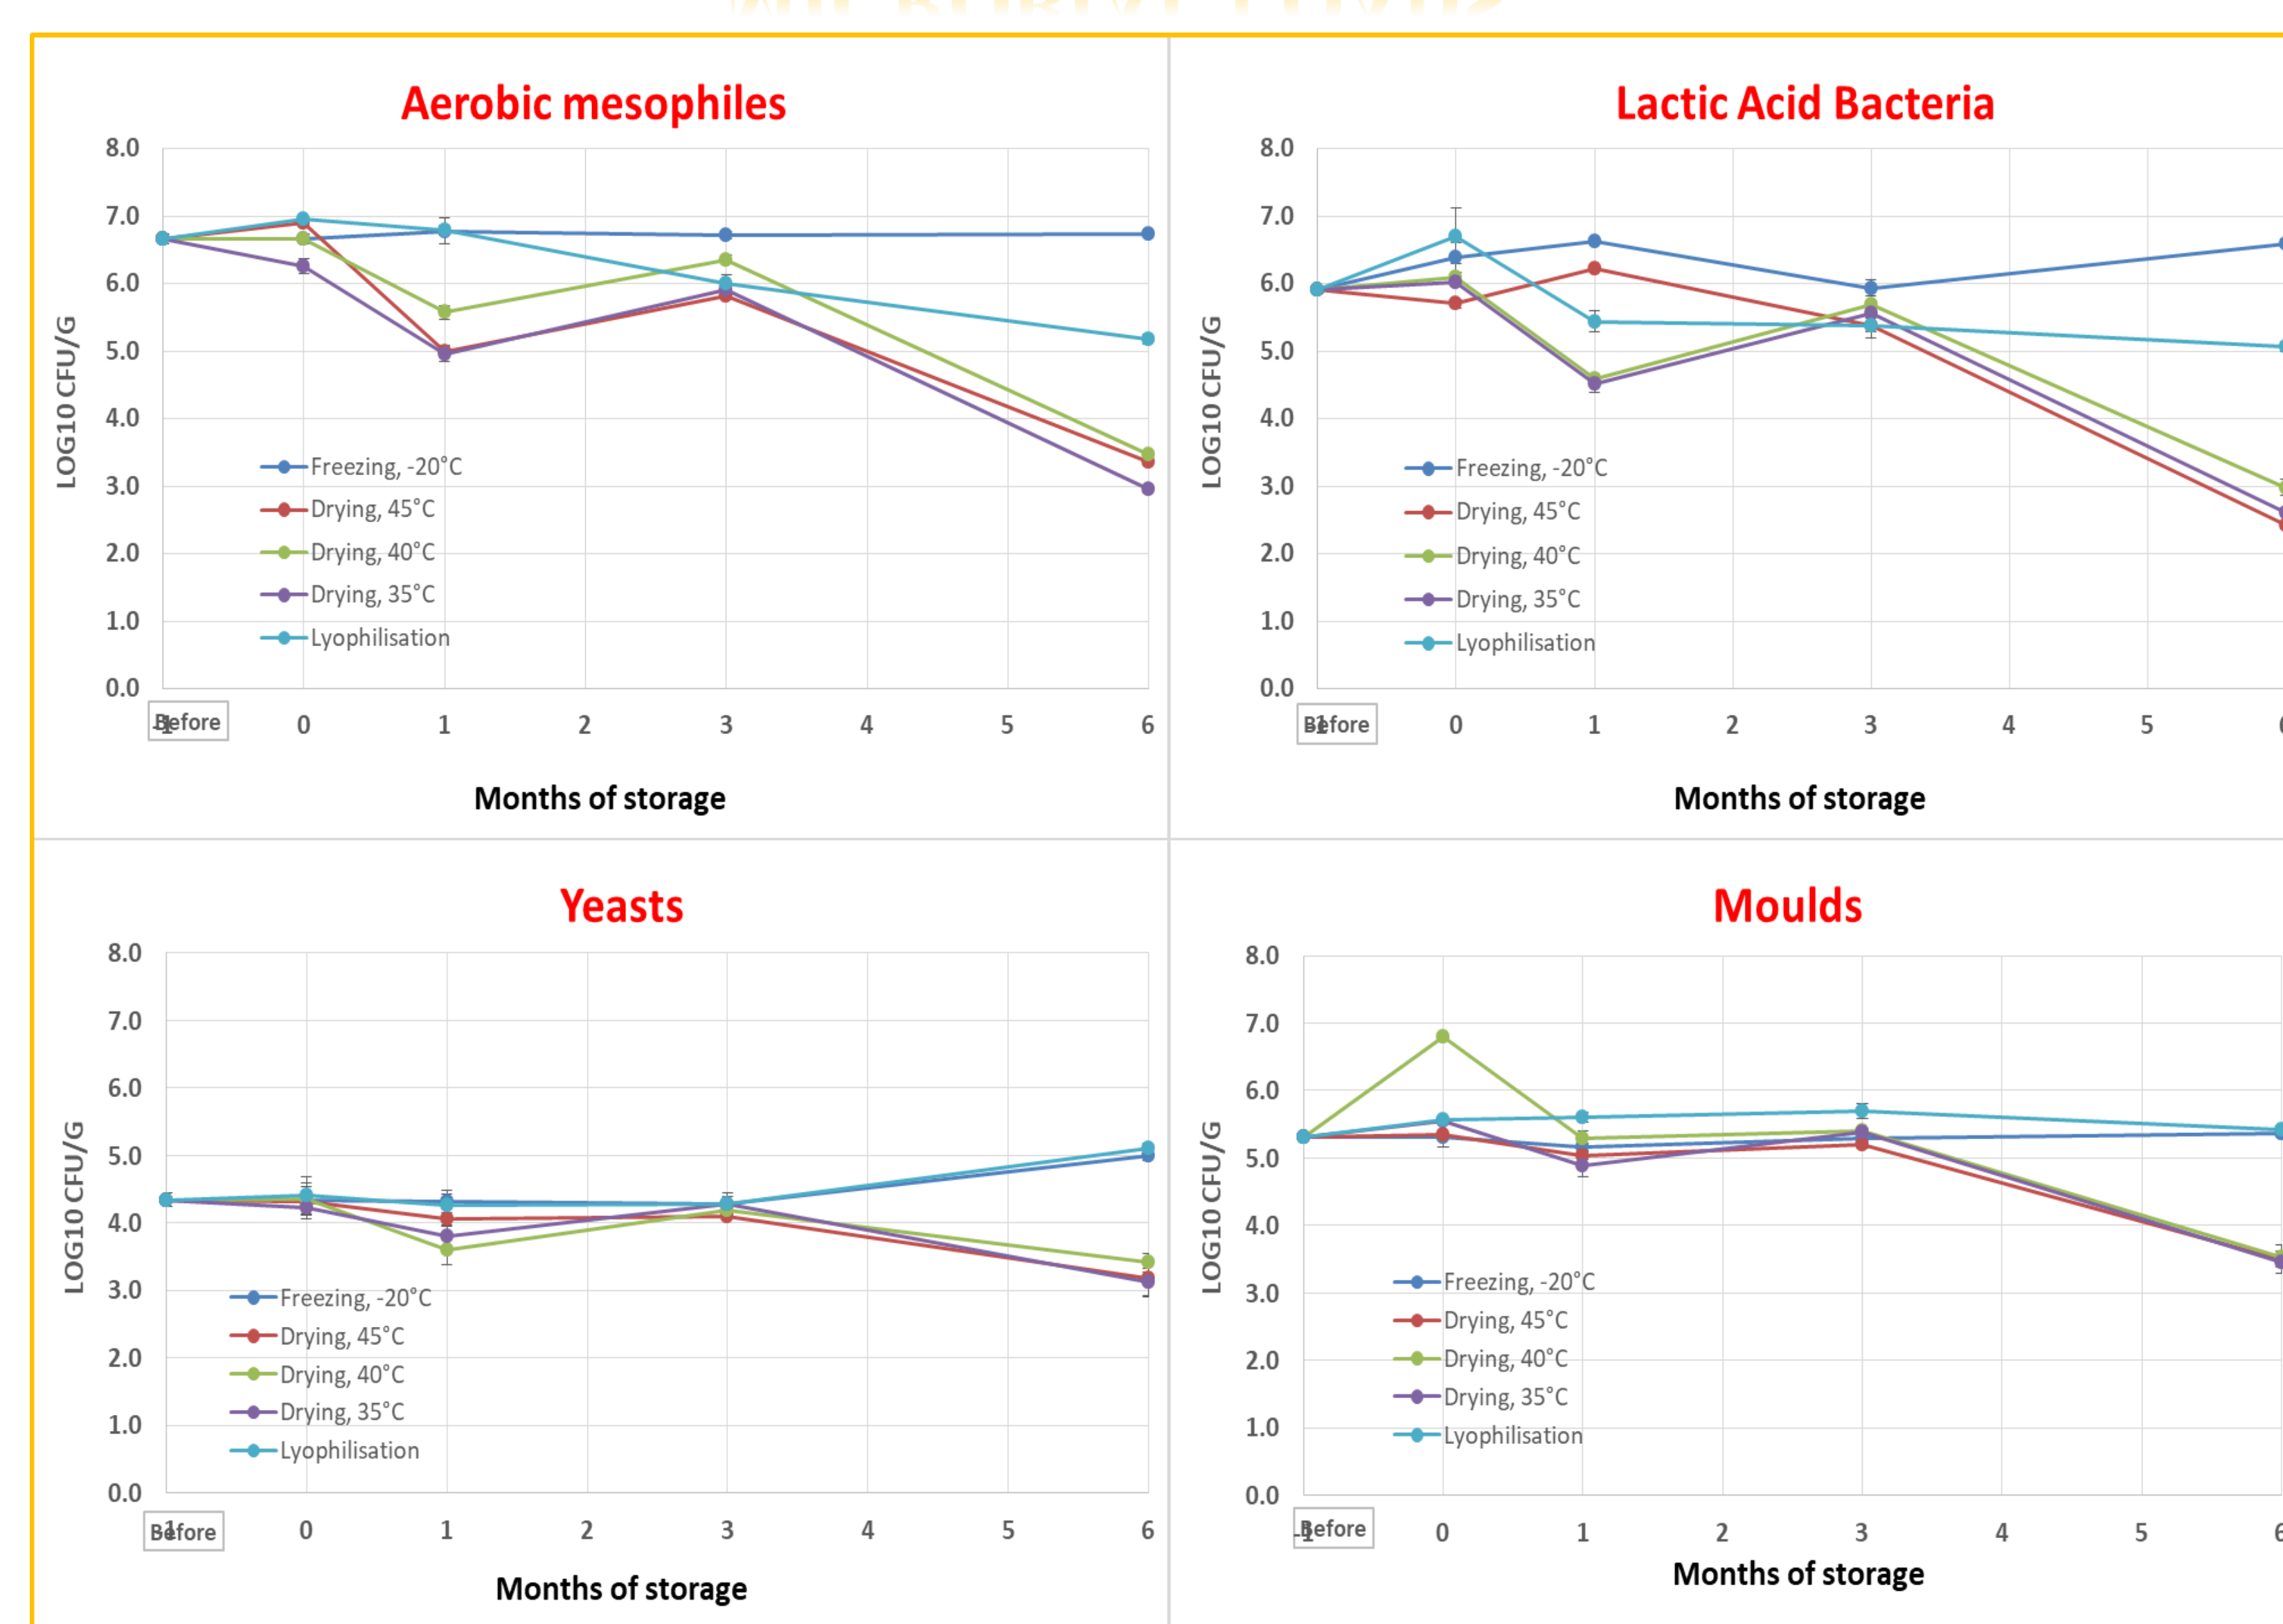 Aerobic mesophiles
8.0
7.0
6.0
5.0
4.0
3.0
2.0
1.0
0.0
LOG10 CFU/G
Freezing, -20°C
Drying, 45°C
Drying, 40°C
Drying, 35°C
Lyophilisation
Before
-1 0 1 2 3 4 5 6
Months of storage
Lactic Acid Bacteria
8.0
7.0
6.0
5.0
4.0
3.0
2.0
1.0
0.0
LOG10 CFU/G
Freezing, -20°C
Drying, 45°C
Drying, 40°C
Drying, 35°C
Lyophilisation
Before
-1 0 1 2 3 4 5 6
Months of storage
Yeasts
8.0
7.0
6.0
5.0
4.0
3.0
2.0
1.0
0.0
LOG10 CFU/G
Freezing, -20°C
Drying, 45°C
Drying, 40°C
Drying, 35°C
Lyophilisation
Before
-1 0 1 2 3 4 5 6
Months of storage
Moulds
8.0
7.0
6.0
5.0
4.0
3.0
2.0
1.0
0.0
LOG10 CFU/G
Freezing, -20°C
Drying, 45°C
Drying, 40°C
Drying, 35°C
Lyophilisation
Before
-1 0 1 2 3 4 5 6
Months of storage